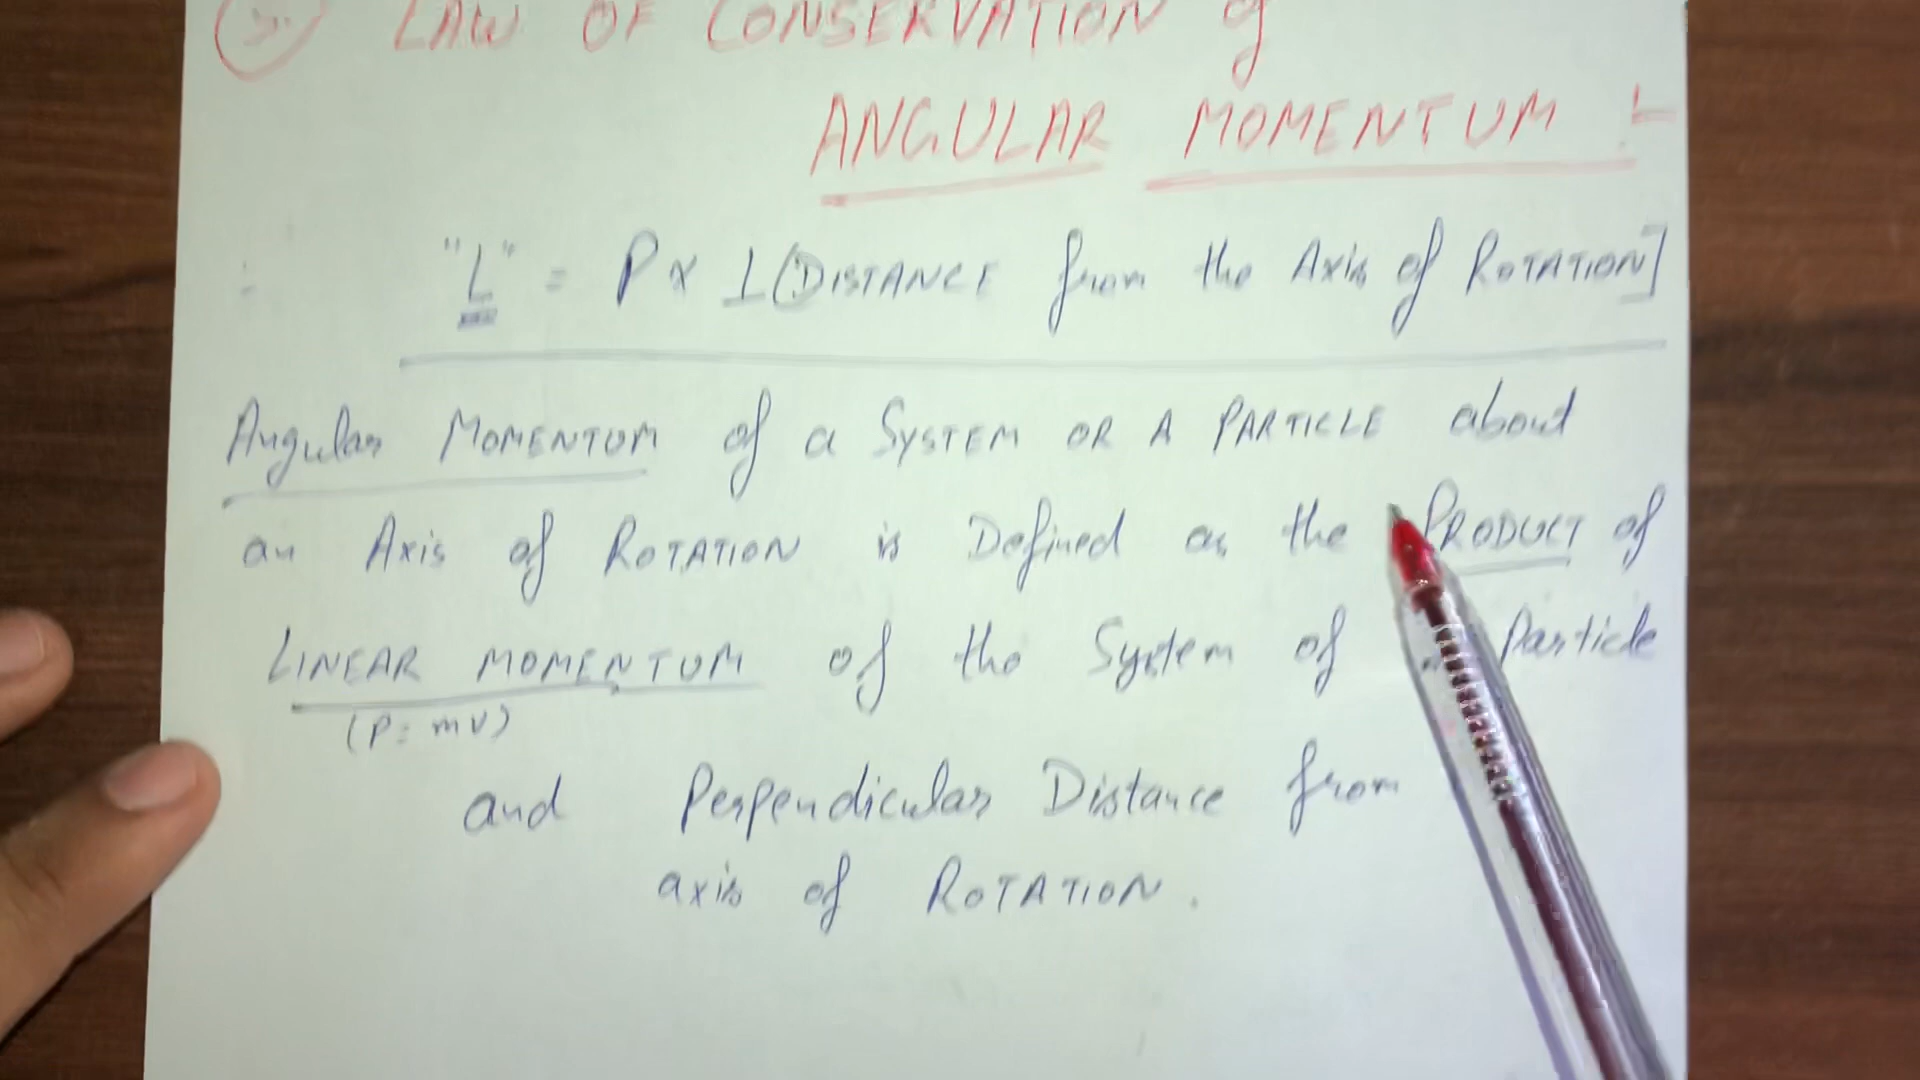 LAW OF CONSERVATION of
ANGULAR MOMENTUM :-
"L" = P x ⊥(DISTANCE from the Axis of ROTATION]
Angular MOMENTUM of a SYSTEM OR A PARTICLE about
an Axis of ROTATION is Defined as the PRODUCT of
LINEAR MOMENTUM of the System of Particle
(P = mv)
and Perpendicular Distance from
axis of ROTATION.